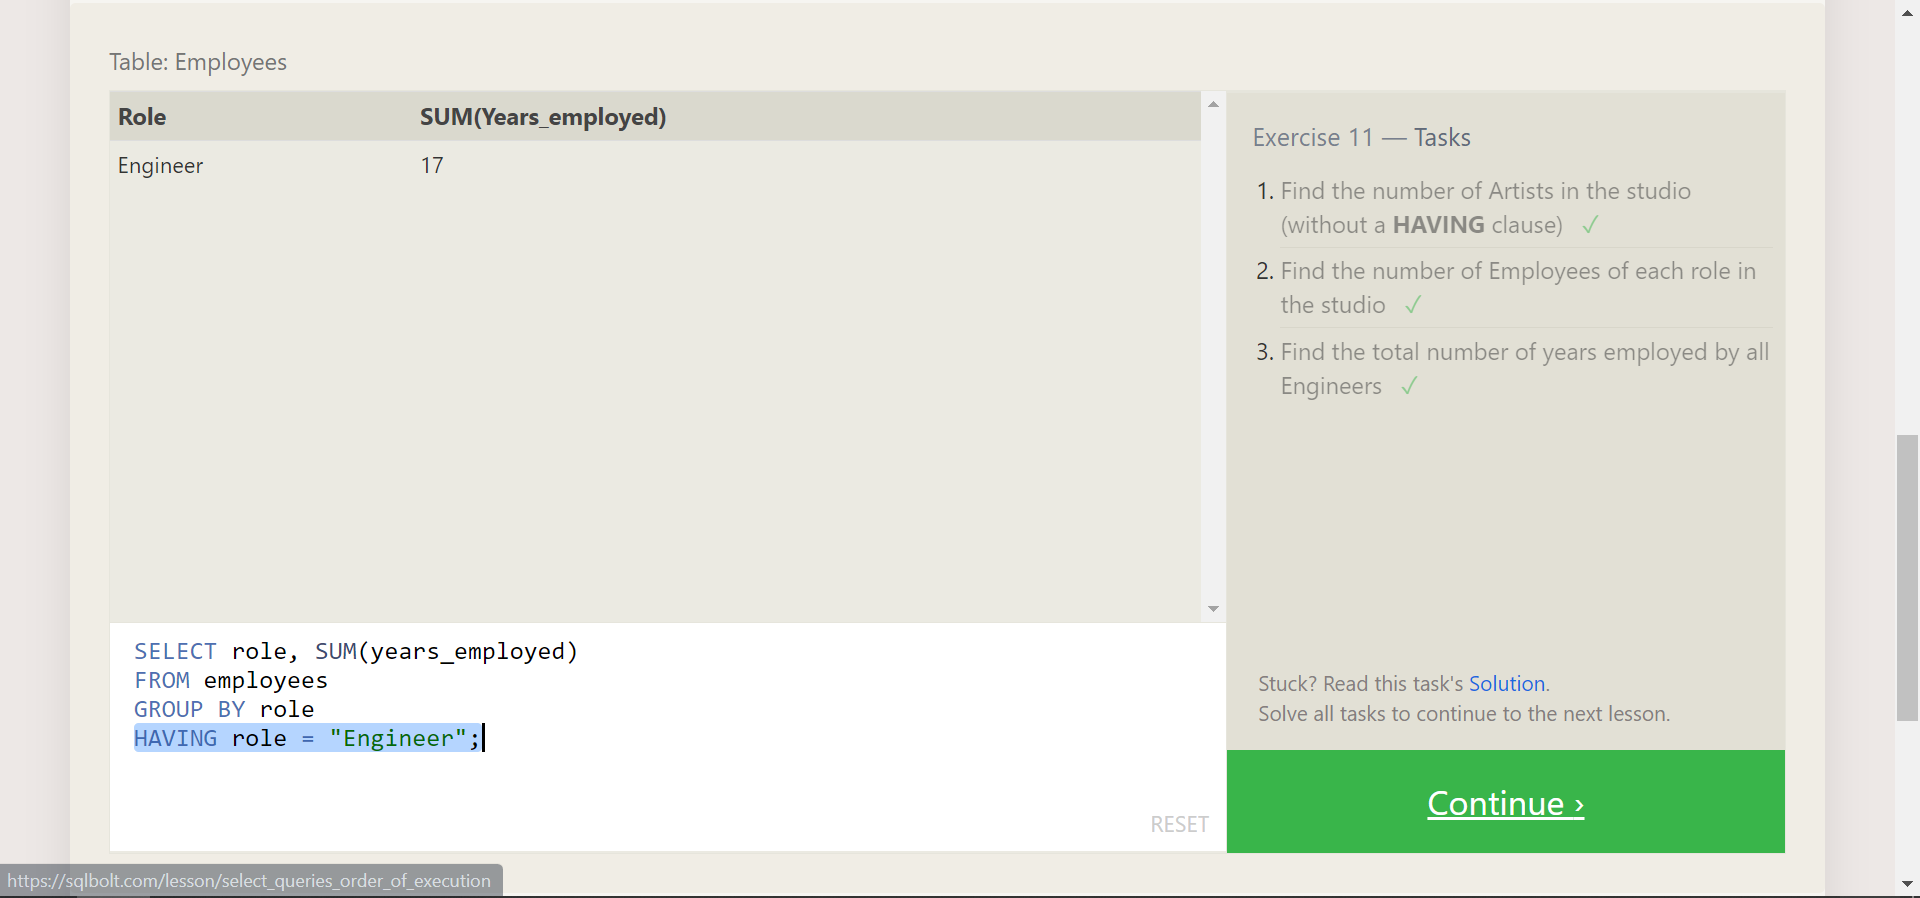 Table: Employees
Role SUM(Years_employed)
Engineer 17
Exercise 11 — Tasks
1. Find the number of Artists in the studio
(without a HAVING clause) ✓
2. Find the number of Employees of each role in
the studio ✓
3. Find the total number of years employed by all
Engineers ✓
SELECT role, SUM(years_employed)
FROM employees
GROUP BY role
HAVING role = "Engineer";
RESET
Stuck? Read this task's Solution.
Solve all tasks to continue to the next lesson.
Continue ›
https://sqlbolt.com/lesson/select_queries_order_of_execution